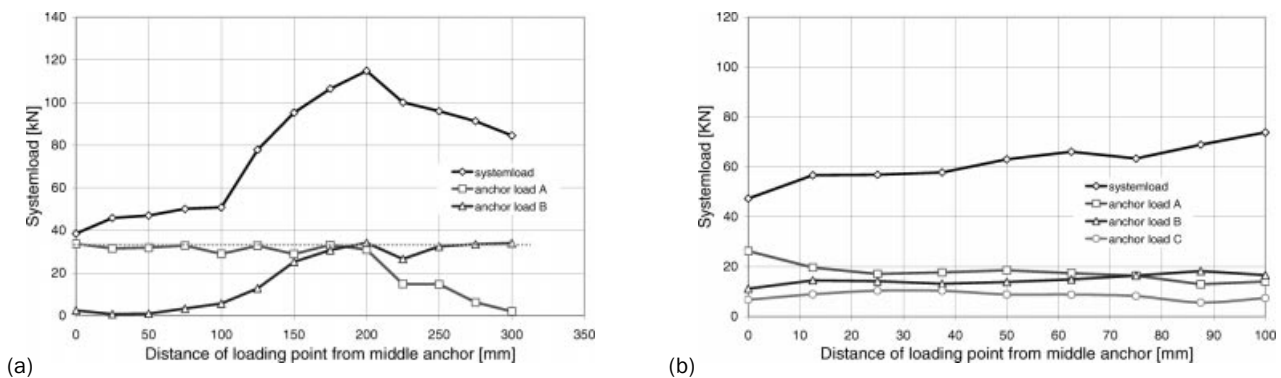 140
120
100
80
60
40
20
0
Systemload [kN]
systemload
anchor load A
anchor load B
0 50 100 150 200 250 300 350
Distance of loading point from middle anchor [mm]
(a)
120
100
80
60
40
20
0
Systemload [KN]
systemload
anchor load A
anchor load B
anchor load C
0 10 20 30 40 50 60 70 80 90 100
Distance of loading point from middle anchor [mm]
(b)